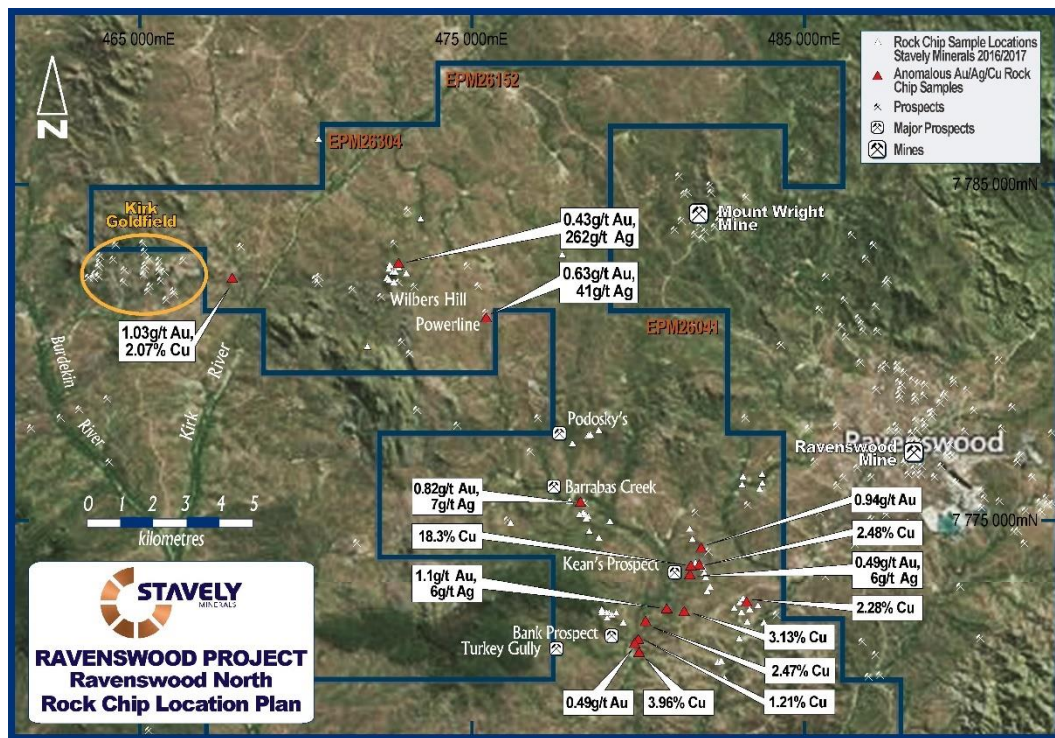 465 000mE
475 000mE
485 000mE
Rock Chip Sample Locations
Stavely Minerals 2016/2017
Anomalous Au/Ag/Cu Rock
Chip Samples
Prospects
Major Prospects
Mines
N
EPM26152
EPM26304
7 785 000mN
Kirk
Goldfield
Mount Wright
Mine
0.43g/t Au,
262g/t Ag
0.63g/t Au,
41g/t Ag
Wilbers Hill
Powerline
EPM26041
1.03g/t Au,
2.07% Cu
Burdekin
River
Kirk
River
Podosky's
Ravenswood
Ravenswood
Mine
Barrabas Creek
0.82g/t Au,
7g/t Ag
0.94g/t Au
18.3% Cu
2.48% Cu
7 775 000mN
0 1 2 3 4 5
kilometres
Kean's Prospect
0.49g/t Au,
6g/t Ag
1.1g/t Au,
6g/t Ag
2.28% Cu
3.13% Cu
Bank Prospect
Turkey Gully
2.47% Cu
0.49g/t Au
3.96% Cu
1.21% Cu
STAVELY
MINERALS
RAVENSWOOD PROJECT
Ravenswood North
Rock Chip Location Plan